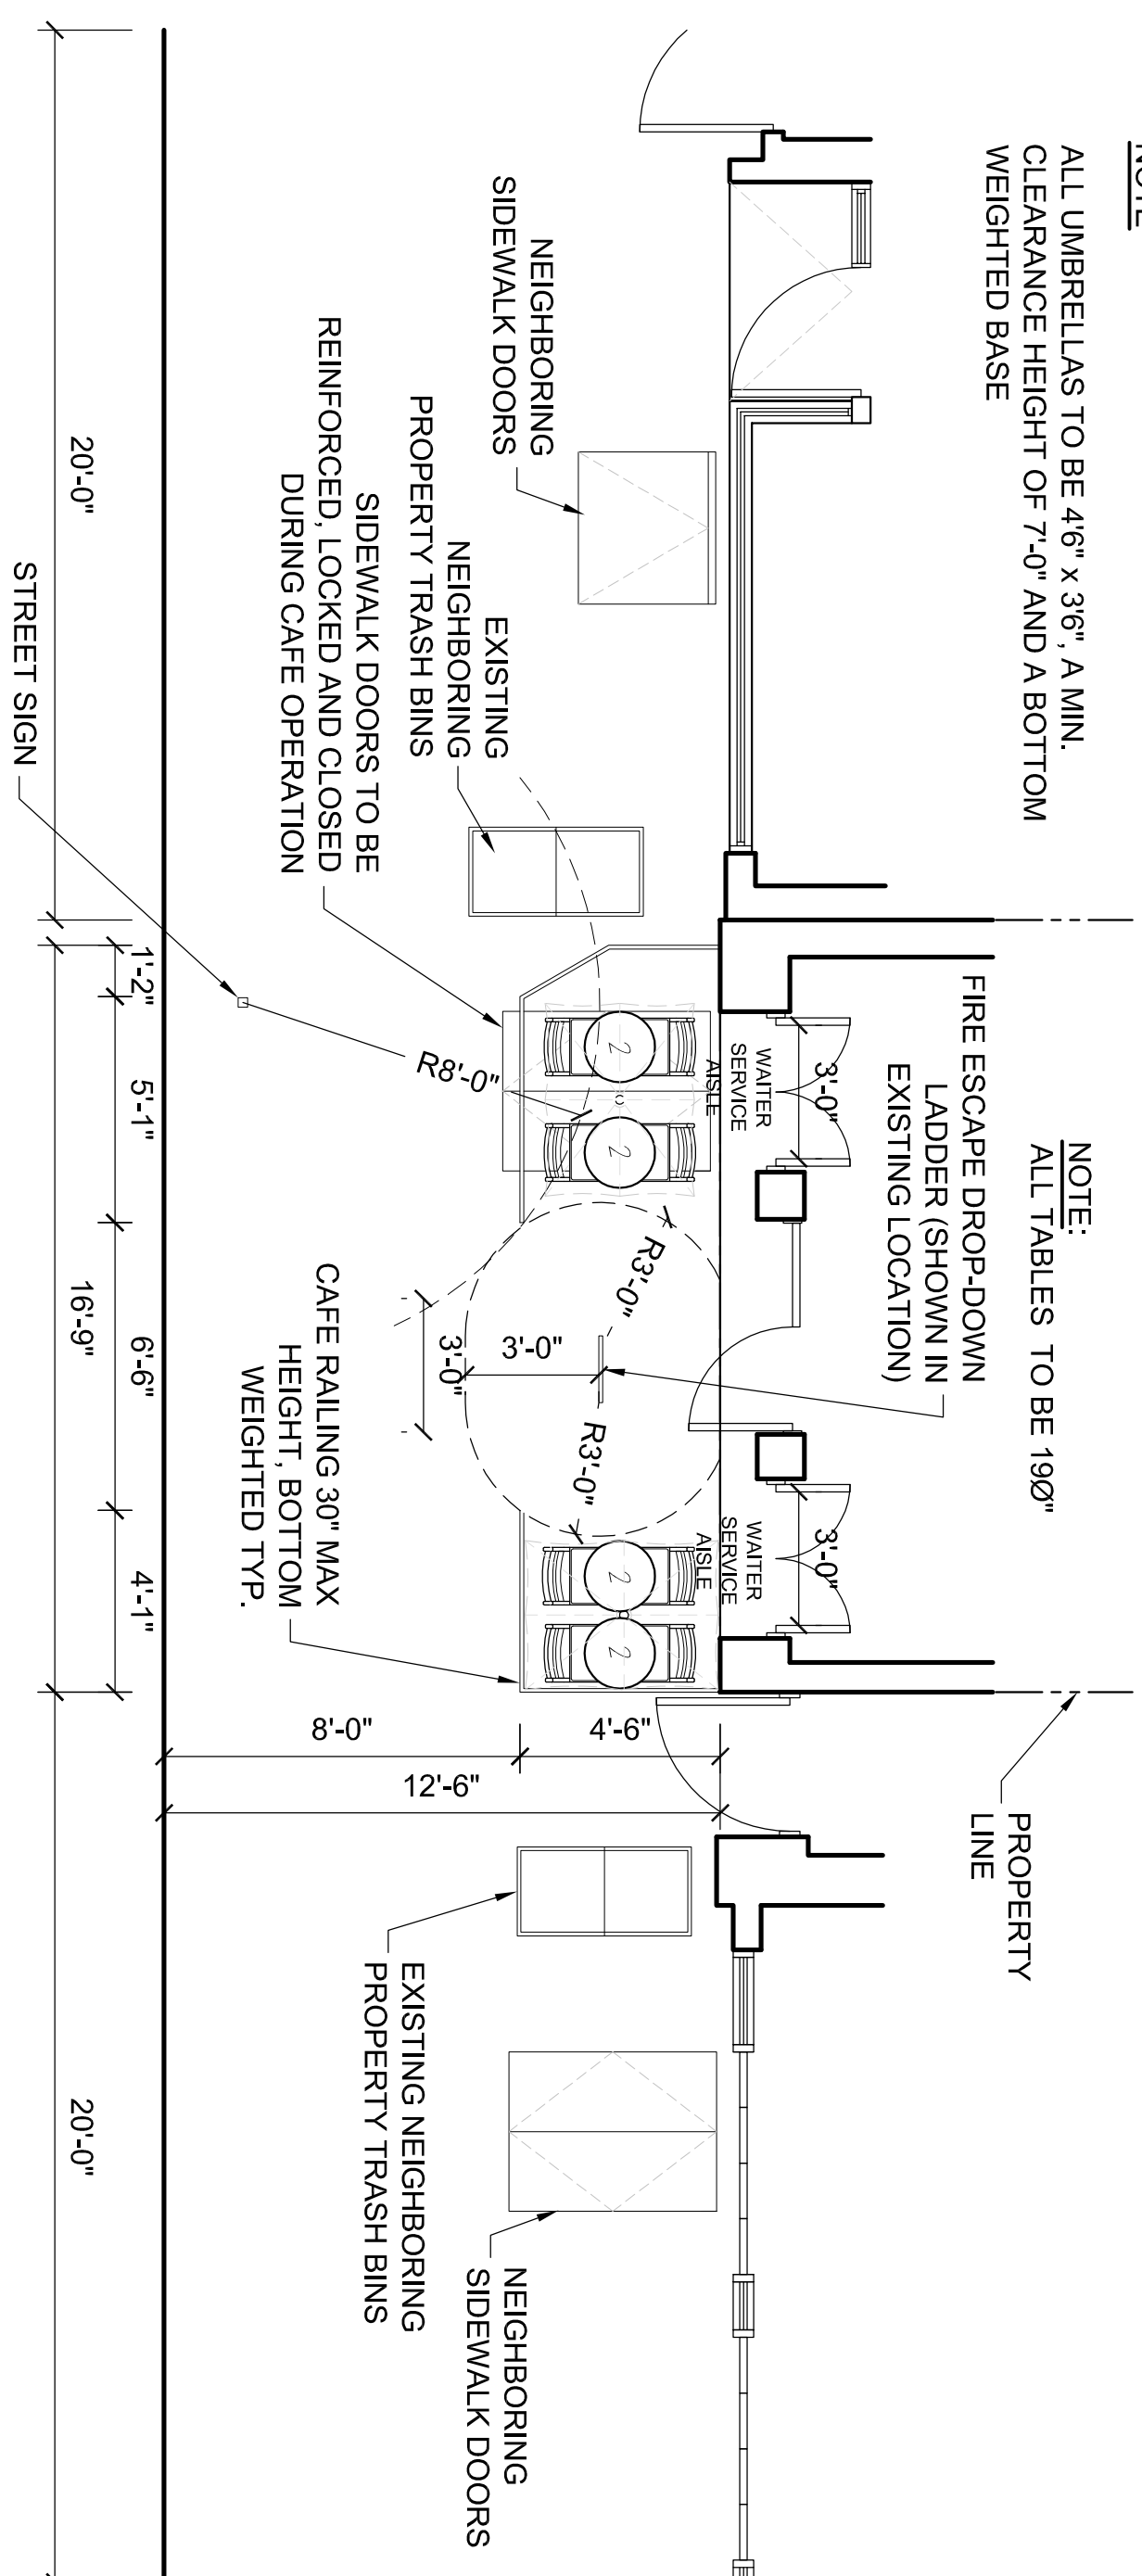 NOTE
ALL UMBRELLAS TO BE 4'6" x 3'6", A MIN.
CLEARANCE HEIGHT OF 7'-0" AND A BOTTOM
WEIGHTED BASE
NOTE:
ALL TABLES TO BE 19Ø"
FIRE ESCAPE DROP-DOWN
LADDER (SHOWN IN
EXISTING LOCATION)
PROPERTY
LINE
3'-0"
3'-0"
WAITER
SERVICE
AISLE
WAITER
SERVICE
AISLE
NEIGHBORING
SIDEWALK DOORS
EXISTING
NEIGHBORING
PROPERTY TRASH BINS
SIDEWALK DOORS TO BE
REINFORCED, LOCKED AND CLOSED
DURING CAFE OPERATION
2
2
2
2
R8'-0"
R3'-0"
R3'-0"
3'-0"
3'-0"
CAFE RAILING 30" MAX
HEIGHT, BOTTOM
WEIGHTED TYP.
4'-6"
8'-0"
12'-6"
NEIGHBORING
SIDEWALK DOORS
EXISTING NEIGHBORING
PROPERTY TRASH BINS
1'-2"
5'-1"
6'-6"
4'-1"
20'-0"
16'-9"
20'-0"
STREET SIGN